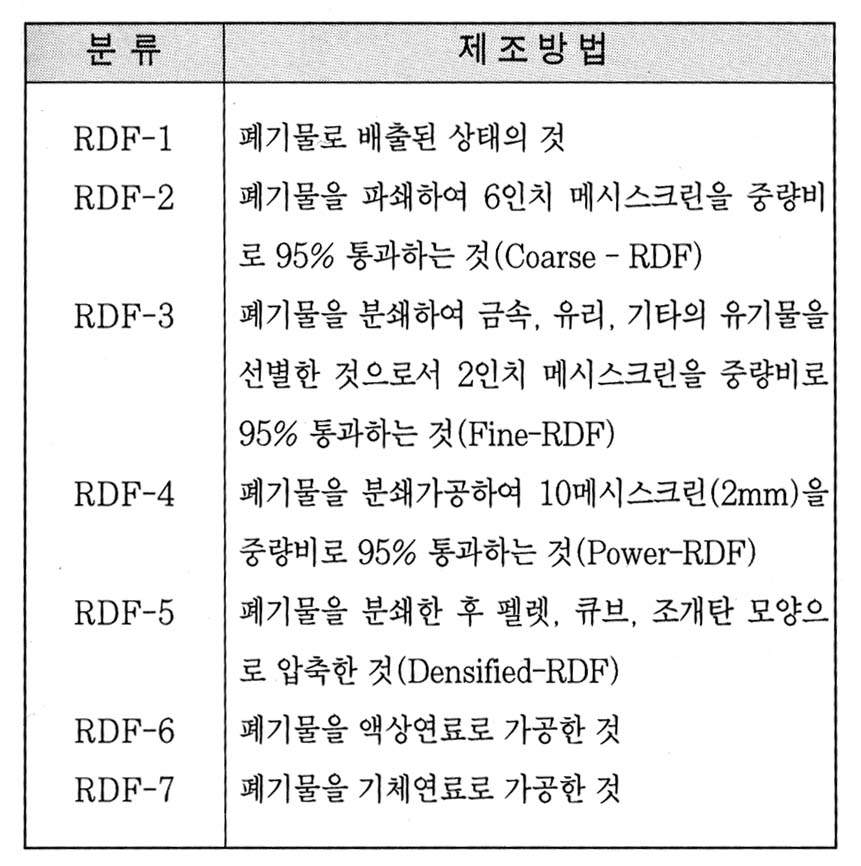 분 류 제 조 방 법
RDF-1 폐기물로 배출된 상태의 것
RDF-2 폐기물을 파쇄하여 6인치 메시스크린을 중량비
로 95% 통과하는 것(Coarse - RDF)
RDF-3 폐기물을 분쇄하여 금속, 유리, 기타의 유기물을
선별한 것으로서 2인치 메시스크린을 중량비로
95% 통과하는 것(Fine-RDF)
RDF-4 폐기물을 분쇄가공하여 10메시스크린(2mm)을
중량비로 95% 통과하는 것(Power-RDF)
RDF-5 폐기물을 분쇄한 후 펠렛, 큐브, 조개탄 모양으
로 압축한 것(Densified-RDF)
RDF-6 폐기물을 액상연료로 가공한 것
RDF-7 폐기물을 기체연료로 가공한 것